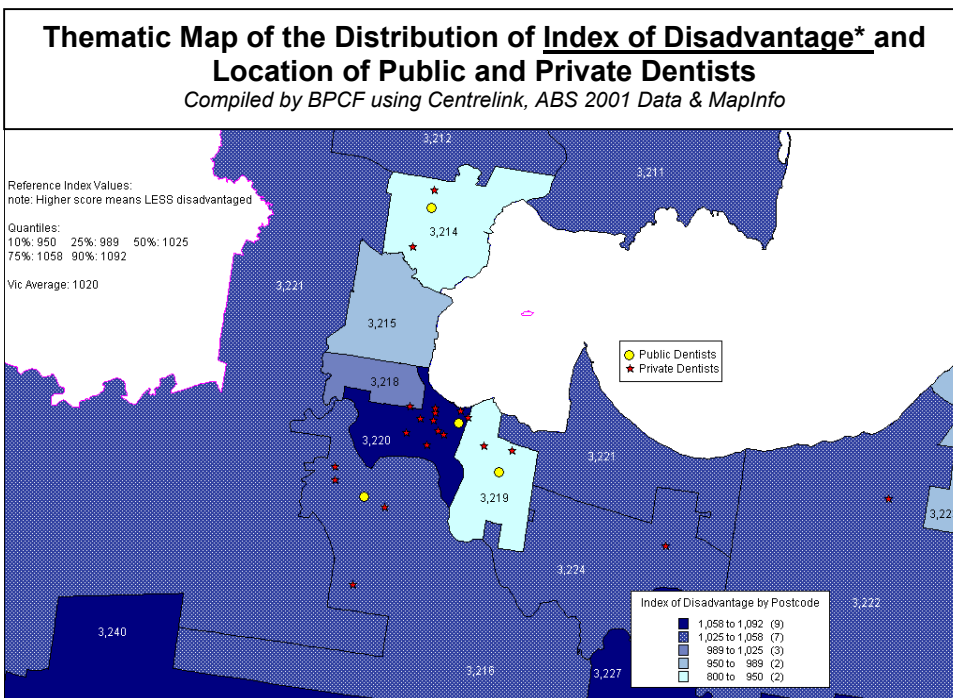 Thematic Map of the Distribution of Index of Disadvantage* and
Location of Public and Private Dentists
Compiled by BPCF using Centrelink, ABS 2001 Data & MapInfo
3,212
3,211
Reference Index Values:
note: Higher score means LESS disadvantaged
Quantiles:
10%: 950 25%: 989 50%: 1025
75%: 1058 90%: 1092
Vic Average: 1020
3,214
3,221
3,215
Public Dentists
Private Dentists
3,218
3,220
3,221
3,219
3,22
3,224
3,222
3,240
3,216
3,227
Index of Disadvantage by Postcode
1,058 to 1,092 (9)
1,025 to 1,058 (7)
989 to 1,025 (3)
950 to 989 (2)
800 to 950 (2)